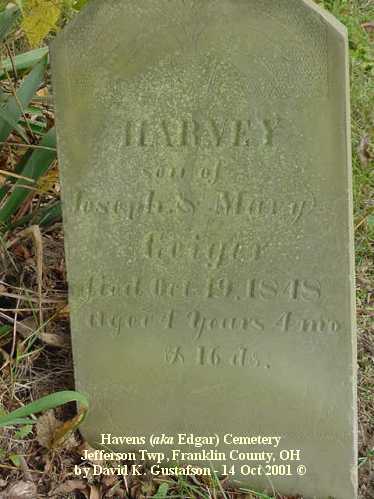 HARVEY
son of
Joseph & Mary
Geiger
died Oct. 19, 1848
aged 4 Years 4 mo
& 16 ds.
Havens (aka Edgar) Cemetery
Jefferson Twp, Franklin County, OH
by David K. Gustafson - 14 Oct 2001 ©